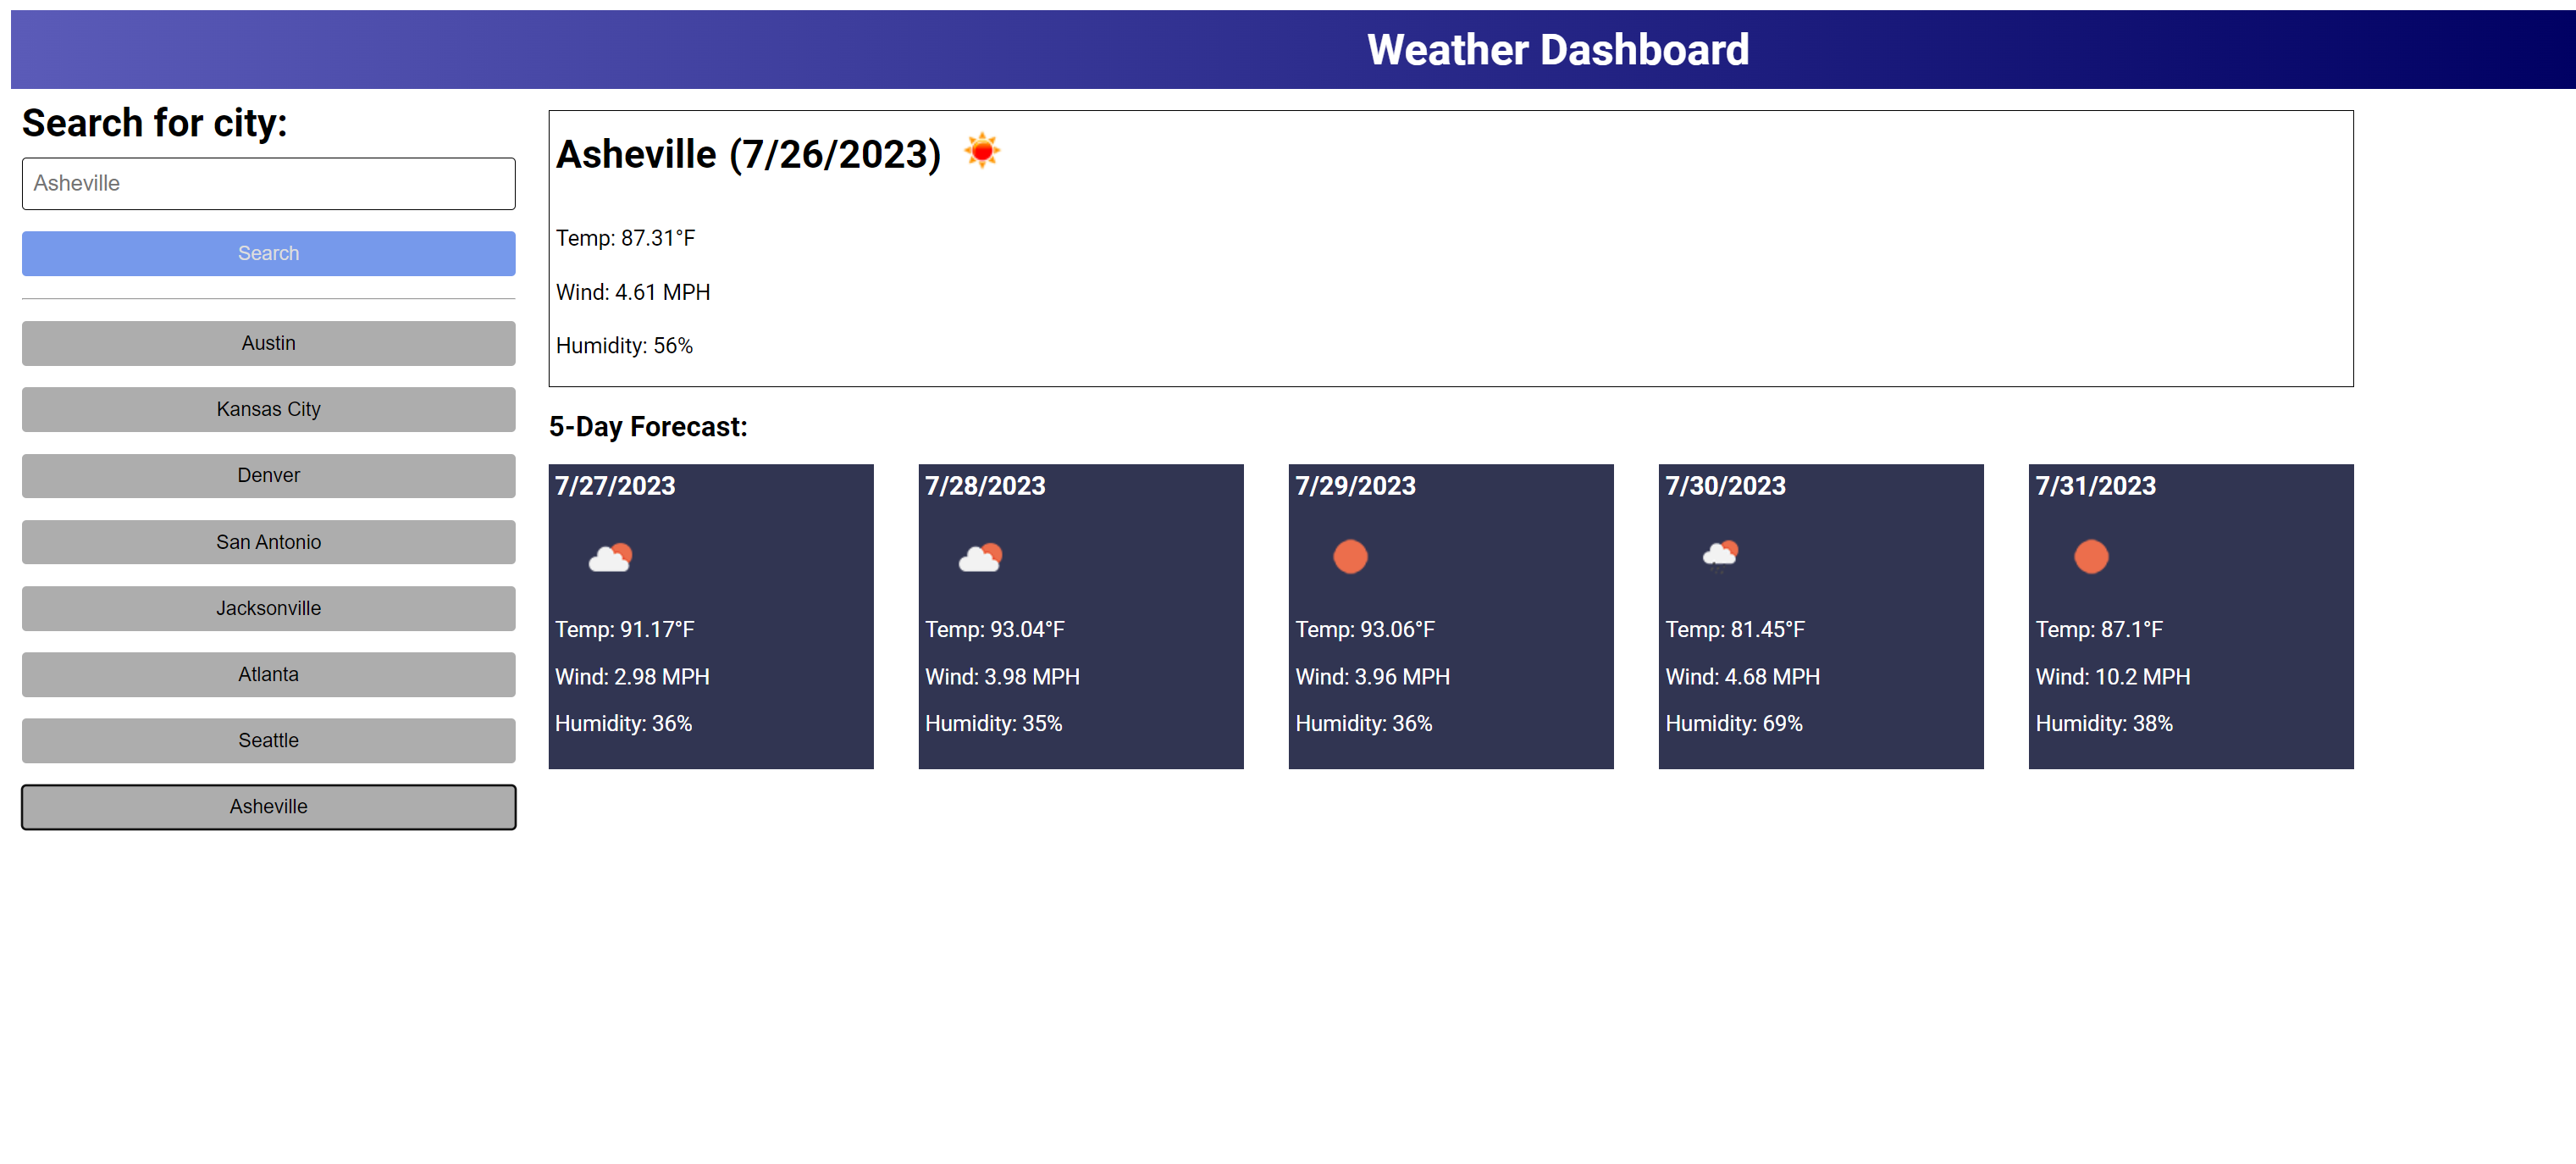 Weather Dashboard
Search for city:
Asheville
Search
Austin
Kansas City
Denver
San Antonio
Jacksonville
Atlanta
Seattle
Asheville
Asheville (7/26/2023)
Temp: 87.31°F
Wind: 4.61 MPH
Humidity: 56%
5-Day Forecast:
7/27/2023
Temp: 91.17°F
Wind: 2.98 MPH
Humidity: 36%
7/28/2023
Temp: 93.04°F
Wind: 3.98 MPH
Humidity: 35%
7/29/2023
Temp: 93.06°F
Wind: 3.96 MPH
Humidity: 36%
7/30/2023
Temp: 81.45°F
Wind: 4.68 MPH
Humidity: 69%
7/31/2023
Temp: 87.1°F
Wind: 10.2 MPH
Humidity: 38%